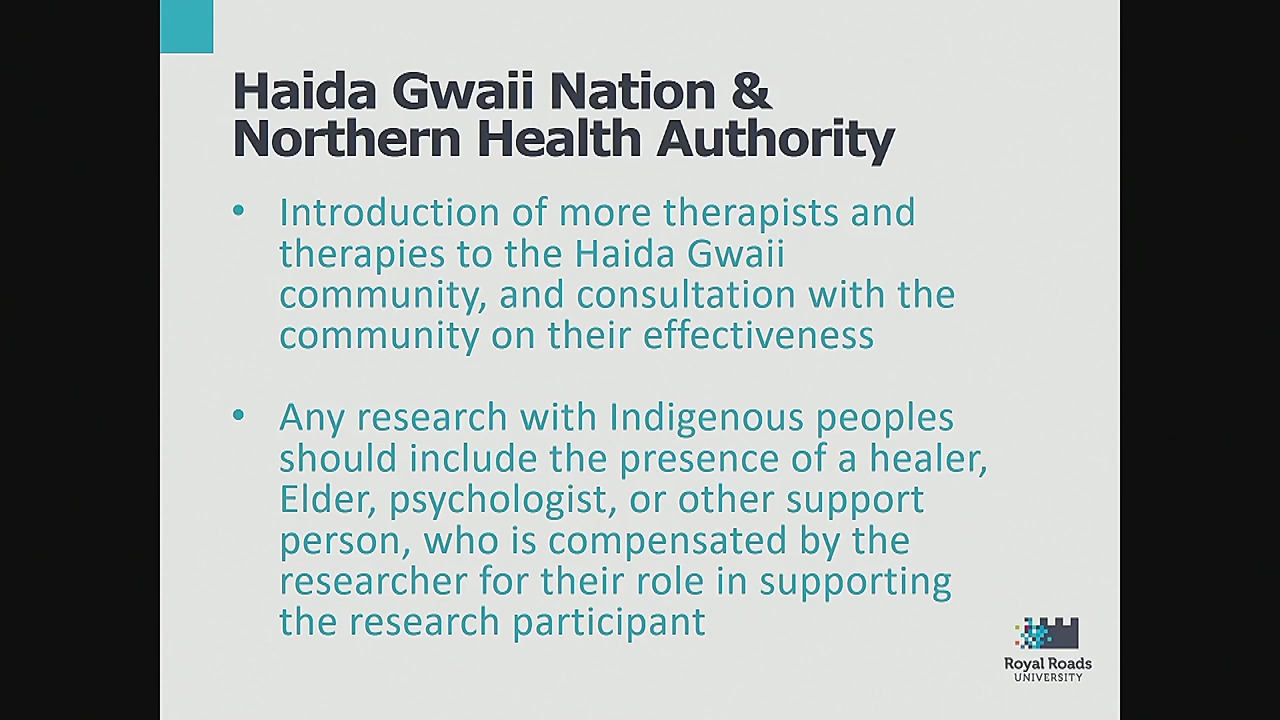 Haida Gwaii Nation &
Northern Health Authority
• Introduction of more therapists and
therapies to the Haida Gwaii
community, and consultation with the
community on their effectiveness
• Any research with Indigenous peoples
should include the presence of a healer,
Elder, psychologist, or other support
person, who is compensated by the
researcher for their role in supporting
the research participant
Royal Roads
UNIVERSITY